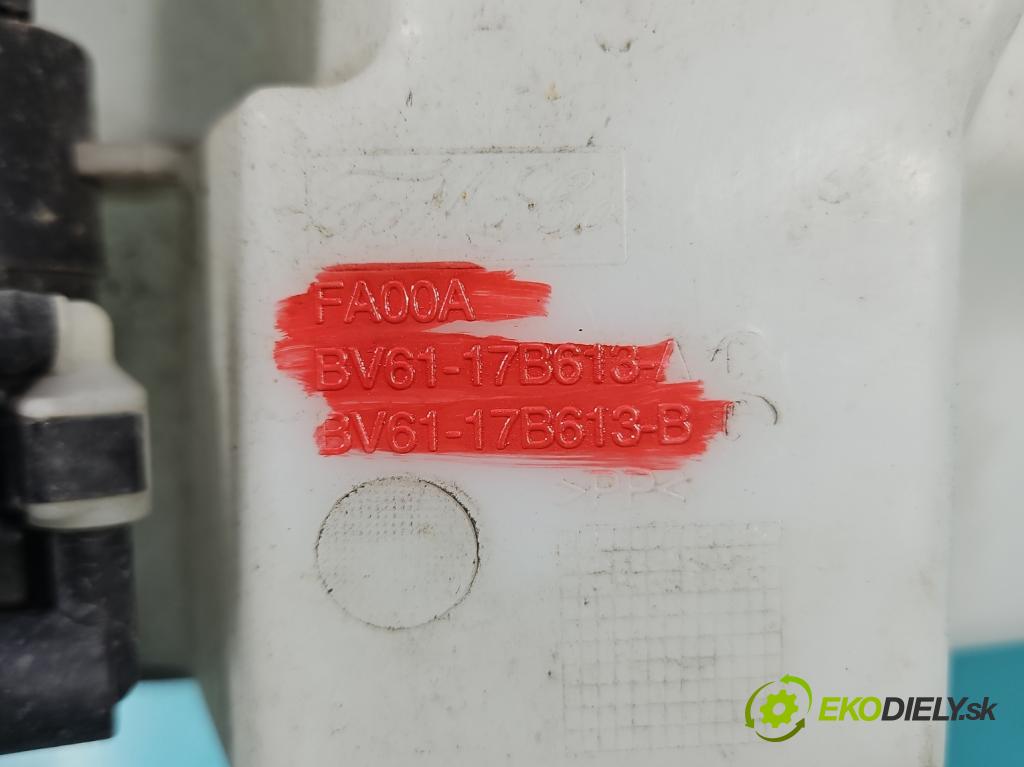 FA00A
BV61-17B613-A
BV61-17B613-B
>PP<
EKODIELY.sk